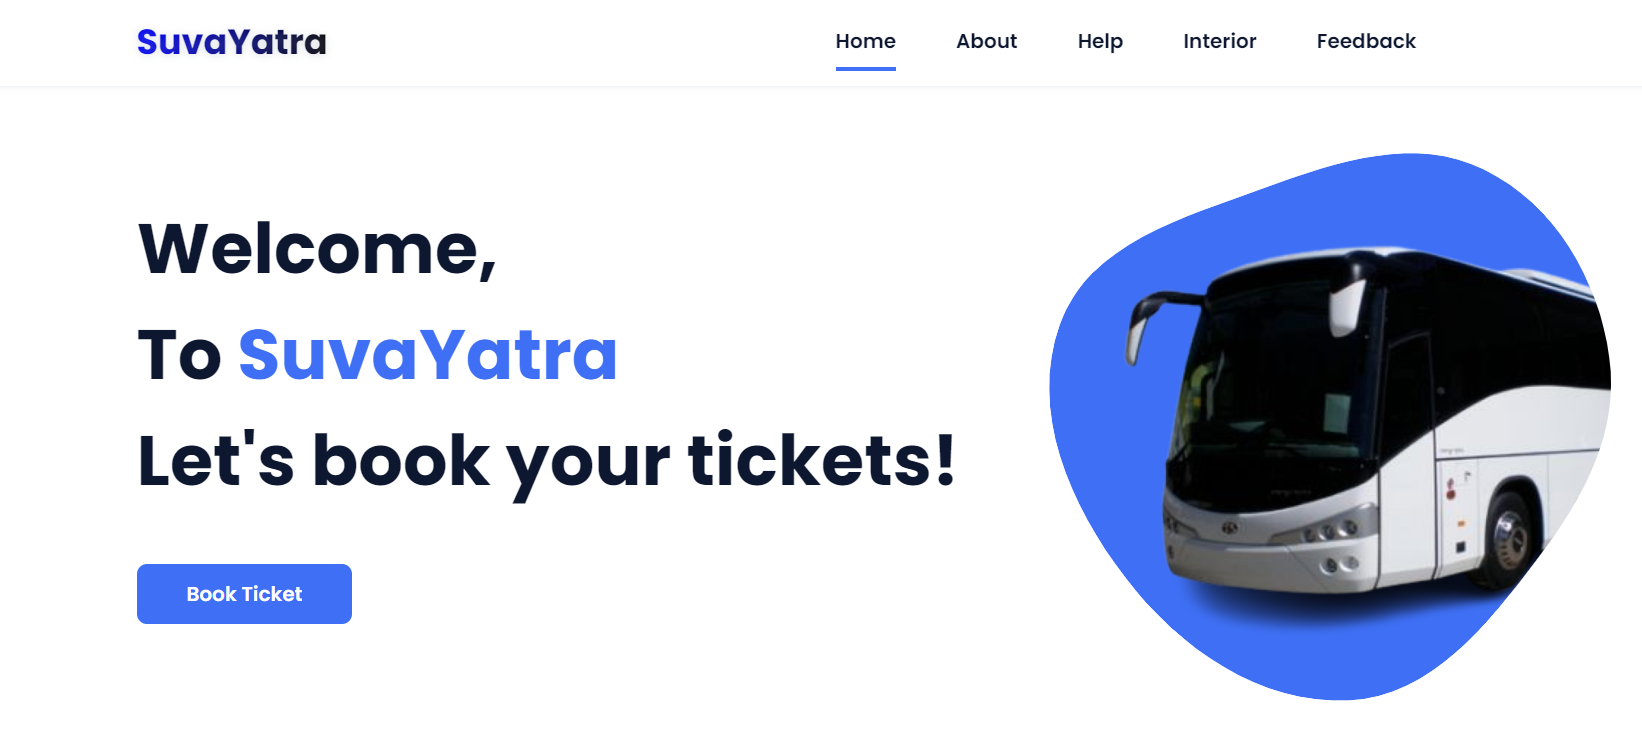 SuvaYatra
Home About Help Interior Feedback
Welcome,
To SuvaYatra
Let's book your tickets!
Book Ticket